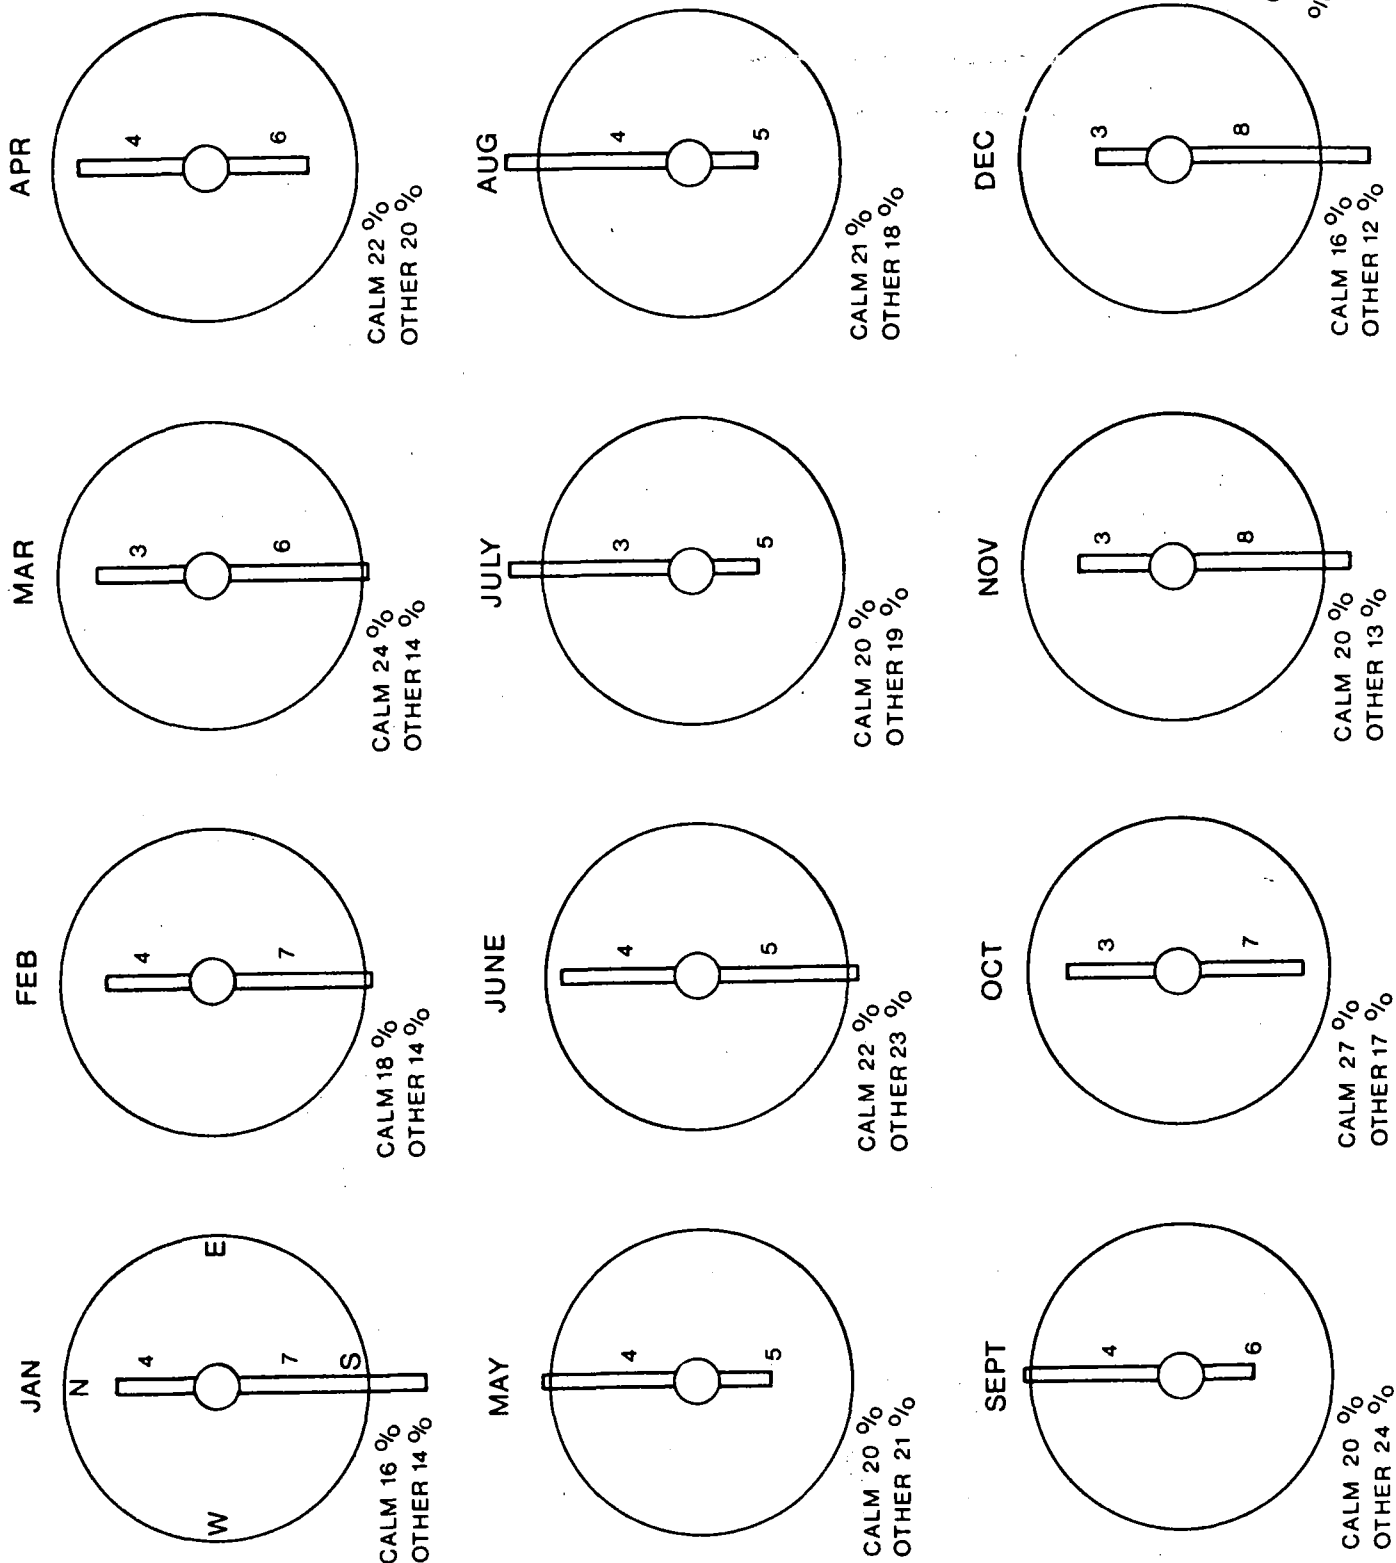 JAN
N
W
E
S
4
7
CALM 16 %
OTHER 14 %
FEB
4
7
CALM 18 %
OTHER 14 %
MAR
3
6
CALM 24 %
OTHER 14 %
APR
4
6
CALM 22 %
OTHER 20 %
MAY
4
5
CALM 20 %
OTHER 21 %
JUNE
4
5
CALM 22 %
OTHER 23 %
JULY
3
5
CALM 20 %
OTHER 19 %
AUG
4
5
CALM 21 %
OTHER 18 %
SEPT
4
6
CALM 20 %
OTHER 24 %
OCT
3
7
CALM 27 %
OTHER 17 %
NOV
3
8
CALM 20 %
OTHER 13 %
DEC
3
8
CALM 16 %
OTHER 12 %
%